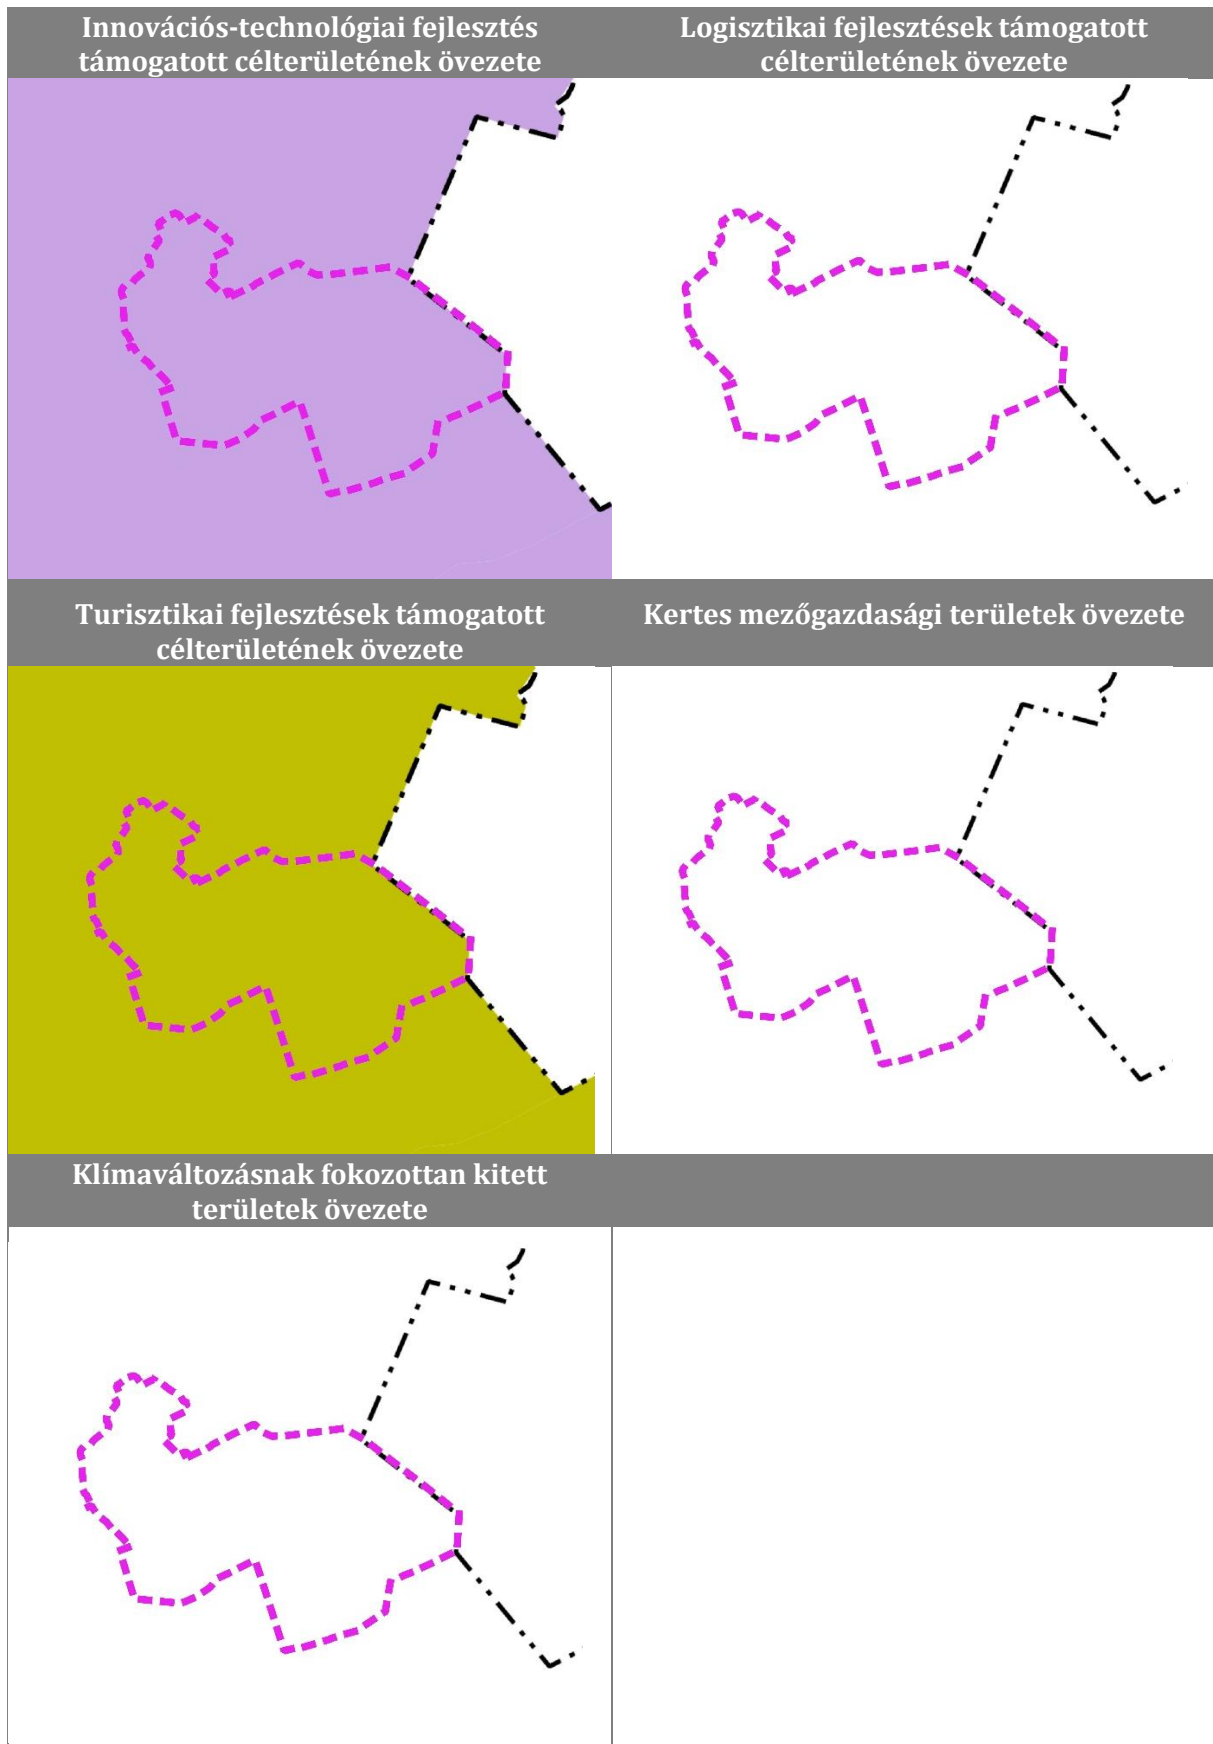 Innovációs-technológiai fejlesztés
támogatott célterületének övezete
Logisztikai fejlesztések támogatott
célterületének övezete
Turisztikai fejlesztések támogatott
célterületének övezete
Kertes mezőgazdasági területek övezete
Klímaváltozásnak fokozottan kitett
területek övezete